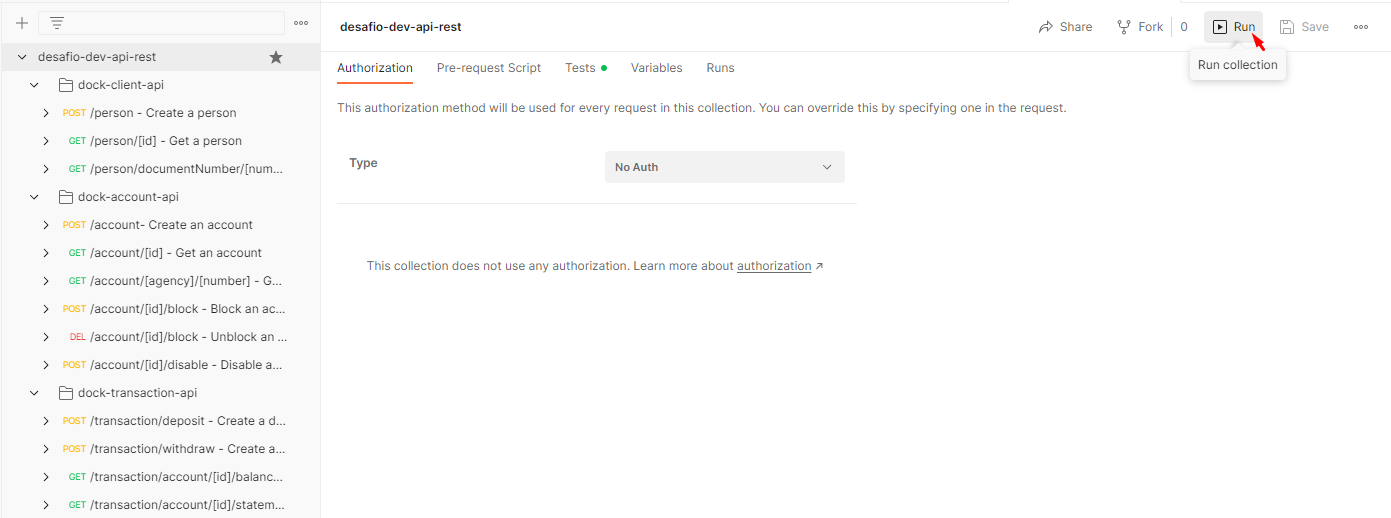 desafio-dev-api-rest
dock-client-api
POST /person - Create a person
GET /person/[id] - Get a person
GET /person/documentNumber/[num...
dock-account-api
POST /account- Create an account
GET /account/[id] - Get an account
GET /account/[agency]/[number] - G...
POST /account/[id]/block - Block an ac...
DEL /account/[id]/block - Unblock an ...
POST /account/[id]/disable - Disable a...
dock-transaction-api
POST /transaction/deposit - Create a d...
POST /transaction/withdraw - Create a...
GET /transaction/account/[id]/balanc...
GET /transaction/account/[id]/statem...
desafio-dev-api-rest
Share Fork 0 Run Save
Run collection
Authorization Pre-request Script Tests Variables Runs
This authorization method will be used for every request in this collection. You can override this by specifying one in the request.
Type No Auth
This collection does not use any authorization. Learn more about authorization ↗